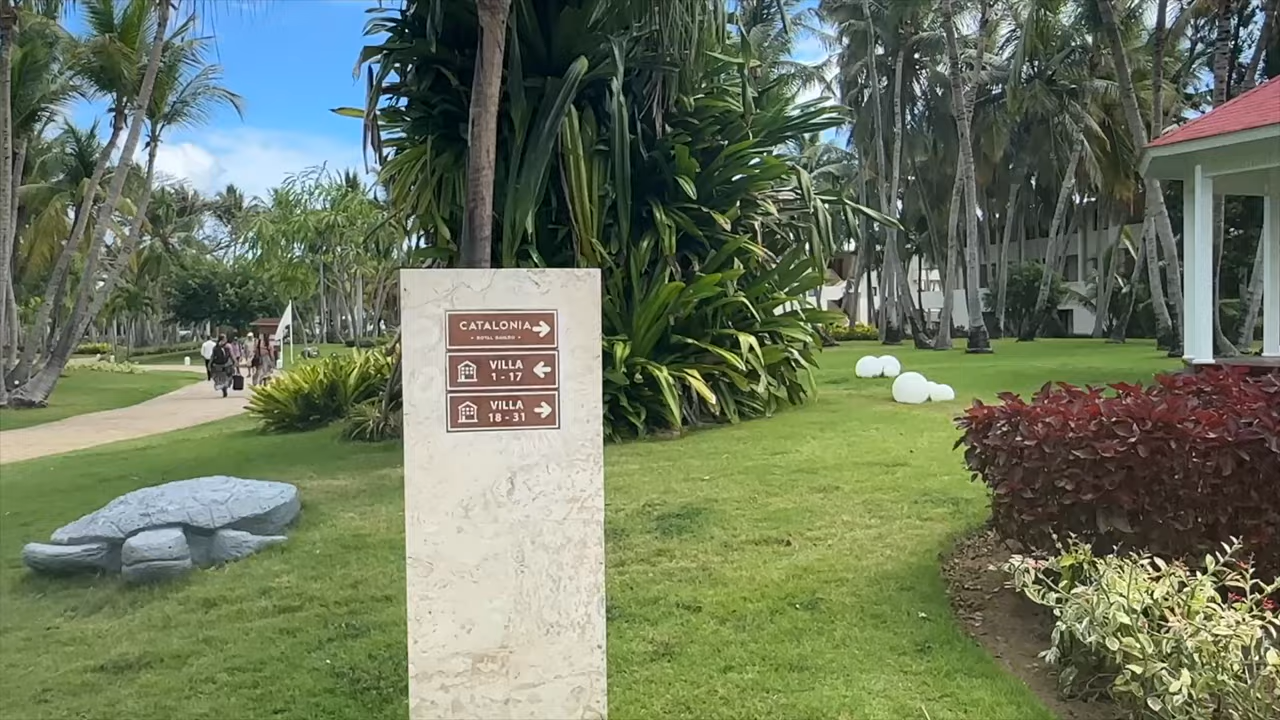 CATALONIA
- ROYAL BAVARO -
VILLA
1 - 17
VILLA
18 - 31